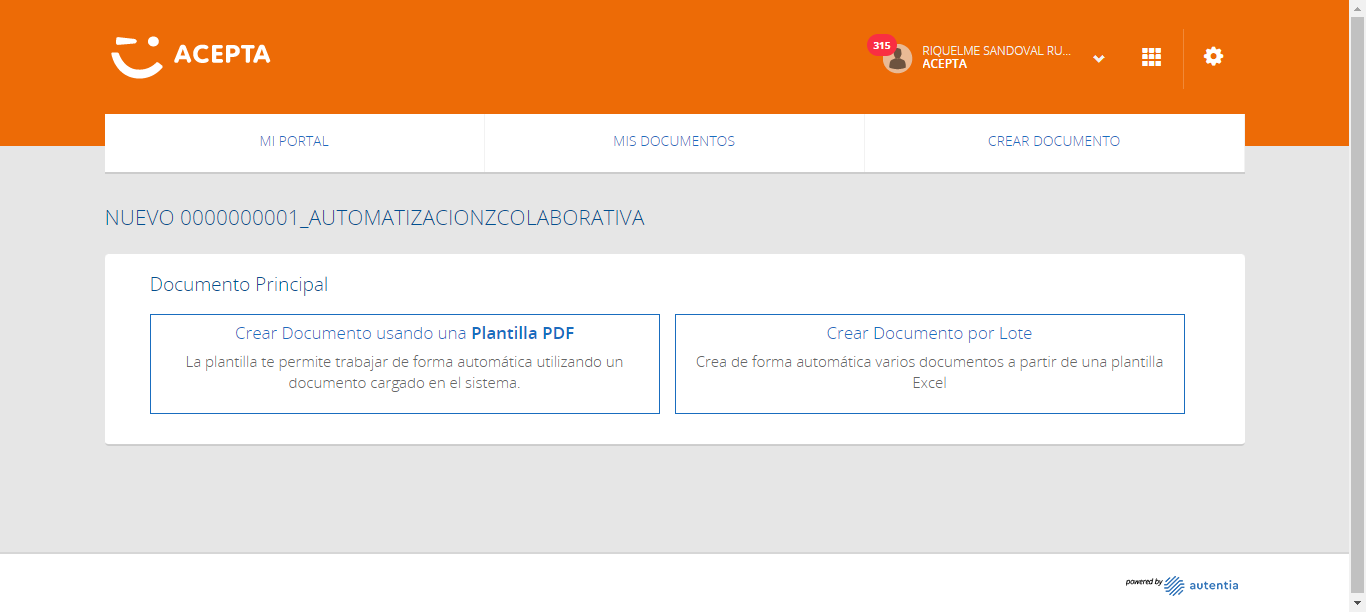 ACEPTA
315
RIQUELME SANDOVAL RU...
ACEPTA
MI PORTAL
MIS DOCUMENTOS
CREAR DOCUMENTO
NUEVO 0000000001_AUTOMATIZACIONZCOLABORATIVA
Documento Principal
Crear Documento usando una Plantilla PDF
La plantilla te permite trabajar de forma automática utilizando un
documento cargado en el sistema.
Crear Documento por Lote
Crea de forma automática varios documentos a partir de una plantilla
Excel
powered by autentia